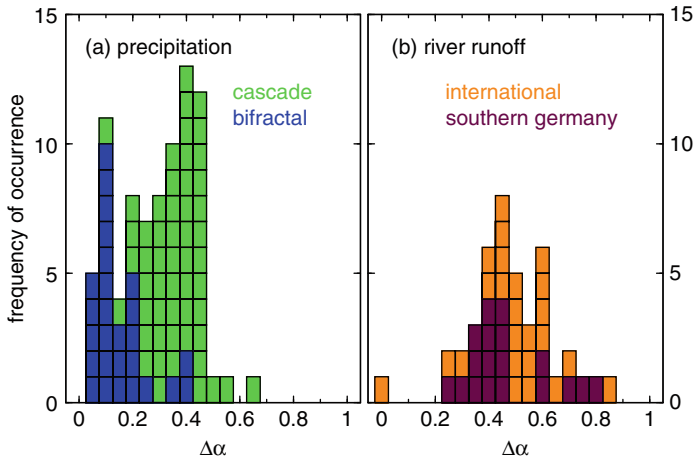 15
(a) precipitation
cascade
bifractal
10
5
0
frequency of occurrence
0 0.2 0.4 0.6 0.8 1
Δα
(b) river runoff
international
southern germany
15
10
5
0
0 0.2 0.4 0.6 0.8 1
Δα